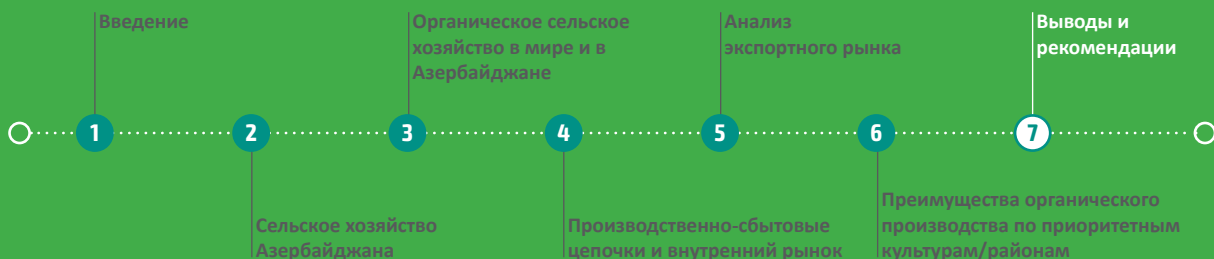 Введение
Органическое сельское
хозяйство в мире и в
Азербайджане
Анализ
экспортного рынка
Выводы и
рекомендации
1
2
3
4
5
6
7
Сельское хозяйство
Азербайджана
Производственно-сбытовые
цепочки и внутренний рынок
Преимущества органического
производства по приоритетным
культурам/районам